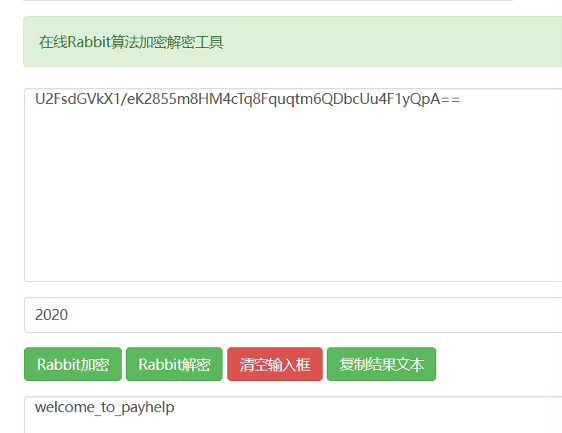 在线Rabbit算法加密解密工具
U2FsdGVkX1/eK2855m8HM4cTq8Fquqtm6QDbcUu4F1yQpA==
2020
Rabbit加密 Rabbit解密 清空输入框 复制结果文本
welcome_to_payhelp